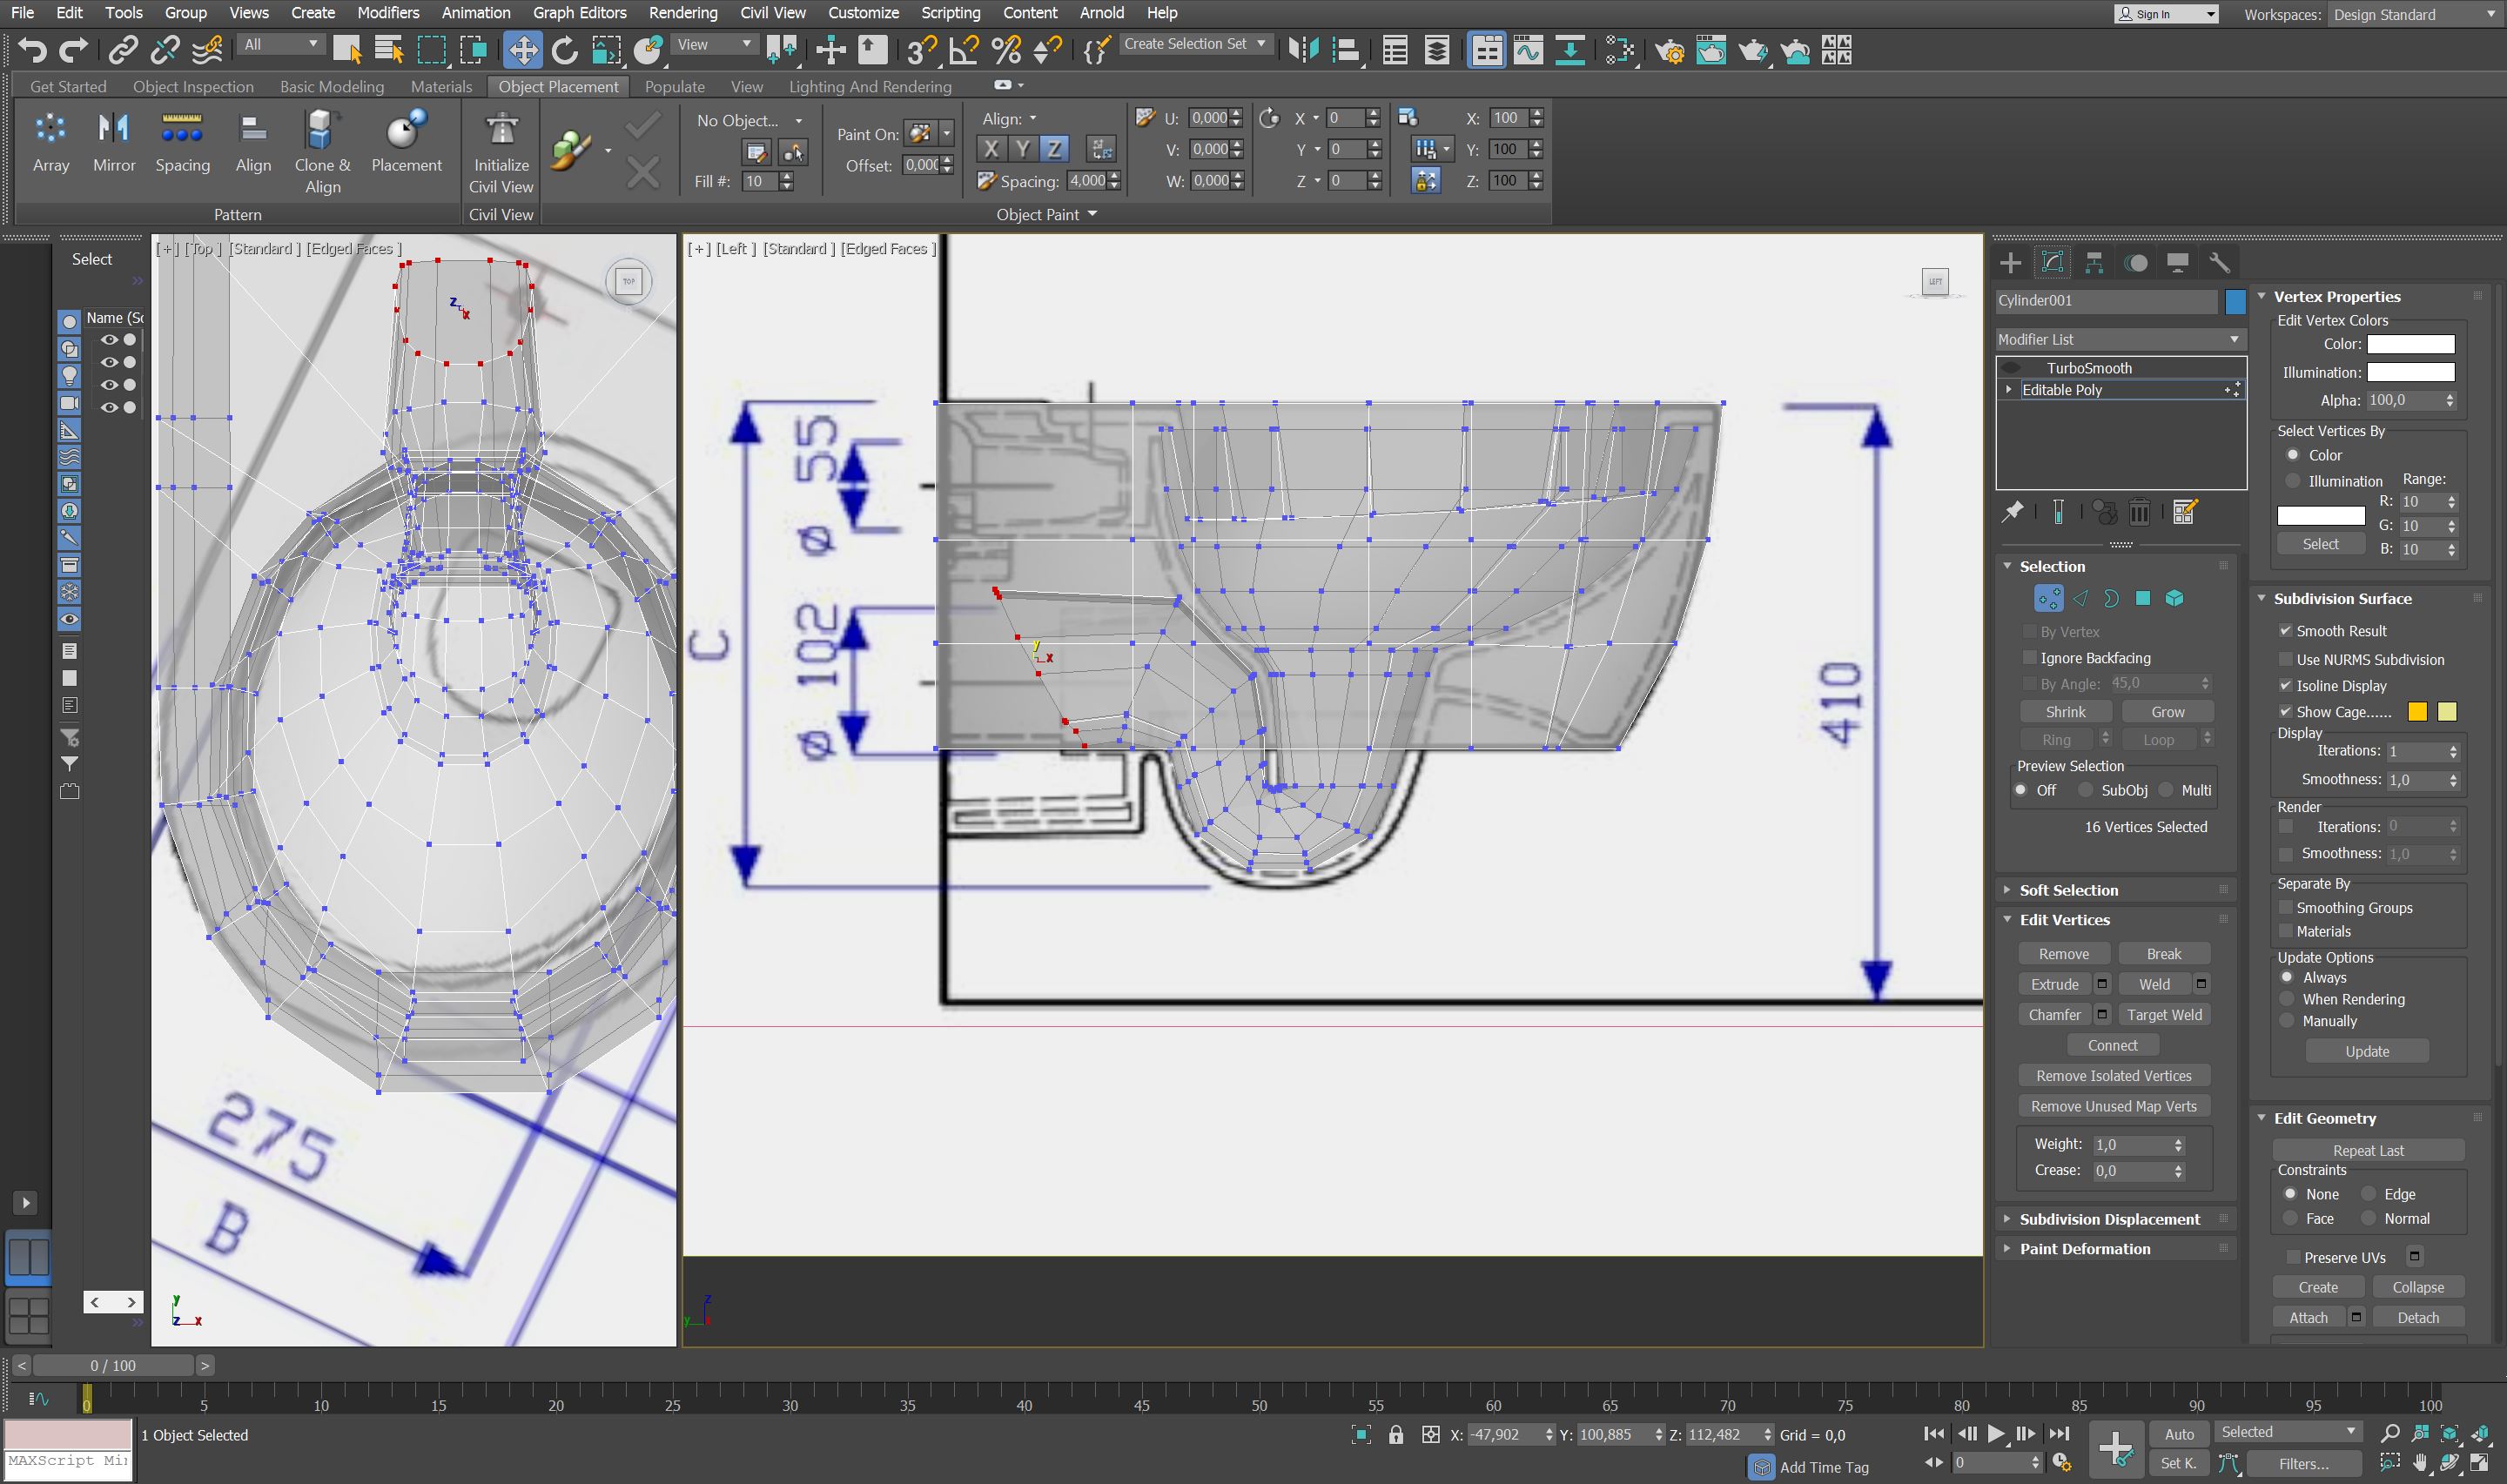 File Edit Tools Group Views Create Modifiers Animation Graph Editors Rendering Civil View Customize Scripting Content Arnold Help
Sign In Workspaces: Design Standard
All View Create Selection Set
Get Started Object Inspection Basic Modeling Materials Object Placement Populate View Lighting And Rendering
Array Mirror Spacing Align Clone & Align Placement
Pattern
Initialize Civil View
Civil View
No Object...
Fill #: 10
Paint On:
Offset: 0,000
Align:
X Y Z
Spacing: 4,000
U: 0,000
V: 0,000
W: 0,000
X 0
Y 0
Z 0
X: 100
Y: 100
Z: 100
Object Paint
Select
Name (Sc
[+] [Top ] [Standard ] [Edged Faces ]
TOP
z x
275
B
y
z x
[+] [Left ] [Standard ] [Edged Faces ]
LEFT
C
ø 55
ø 102
410
y
x
z
y
Cylinder001
Modifier List
TurboSmooth
Editable Poly
Selection
By Vertex
Ignore Backfacing
By Angle: 45,0
Shrink Grow
Ring Loop
Preview Selection
Off SubObj Multi
16 Vertices Selected
Soft Selection
Edit Vertices
Remove Break
Extrude Weld
Chamfer Target Weld
Connect
Remove Isolated Vertices
Remove Unused Map Verts
Weight: 1,0
Crease: 0,0
Subdivision Displacement
Paint Deformation
Vertex Properties
Edit Vertex Colors
Color:
Illumination:
Alpha: 100,0
Select Vertices By
Color
Illumination Range:
R: 10
G: 10
Select B: 10
Subdivision Surface
Smooth Result
Use NURMS Subdivision
Isoline Display
Show Cage......
Display
Iterations: 1
Smoothness: 1,0
Render
Iterations: 0
Smoothness: 1,0
Separate By
Smoothing Groups
Materials
Update Options
Always
When Rendering
Manually
Update
Edit Geometry
Repeat Last
Constraints
None Edge
Face Normal
Preserve UVs
Create Collapse
Attach Detach
< 0 / 100 >
0 5 10 15 20 25 30 35 40 45 50 55 60 65 70 75 80 85 90 95 100
1 Object Selected
MAXScript Mi
X: -47,902 Y: 100,885 Z: 112,482 Grid = 0,0
Add Time Tag
0
Auto Selected
Set K. Filters...